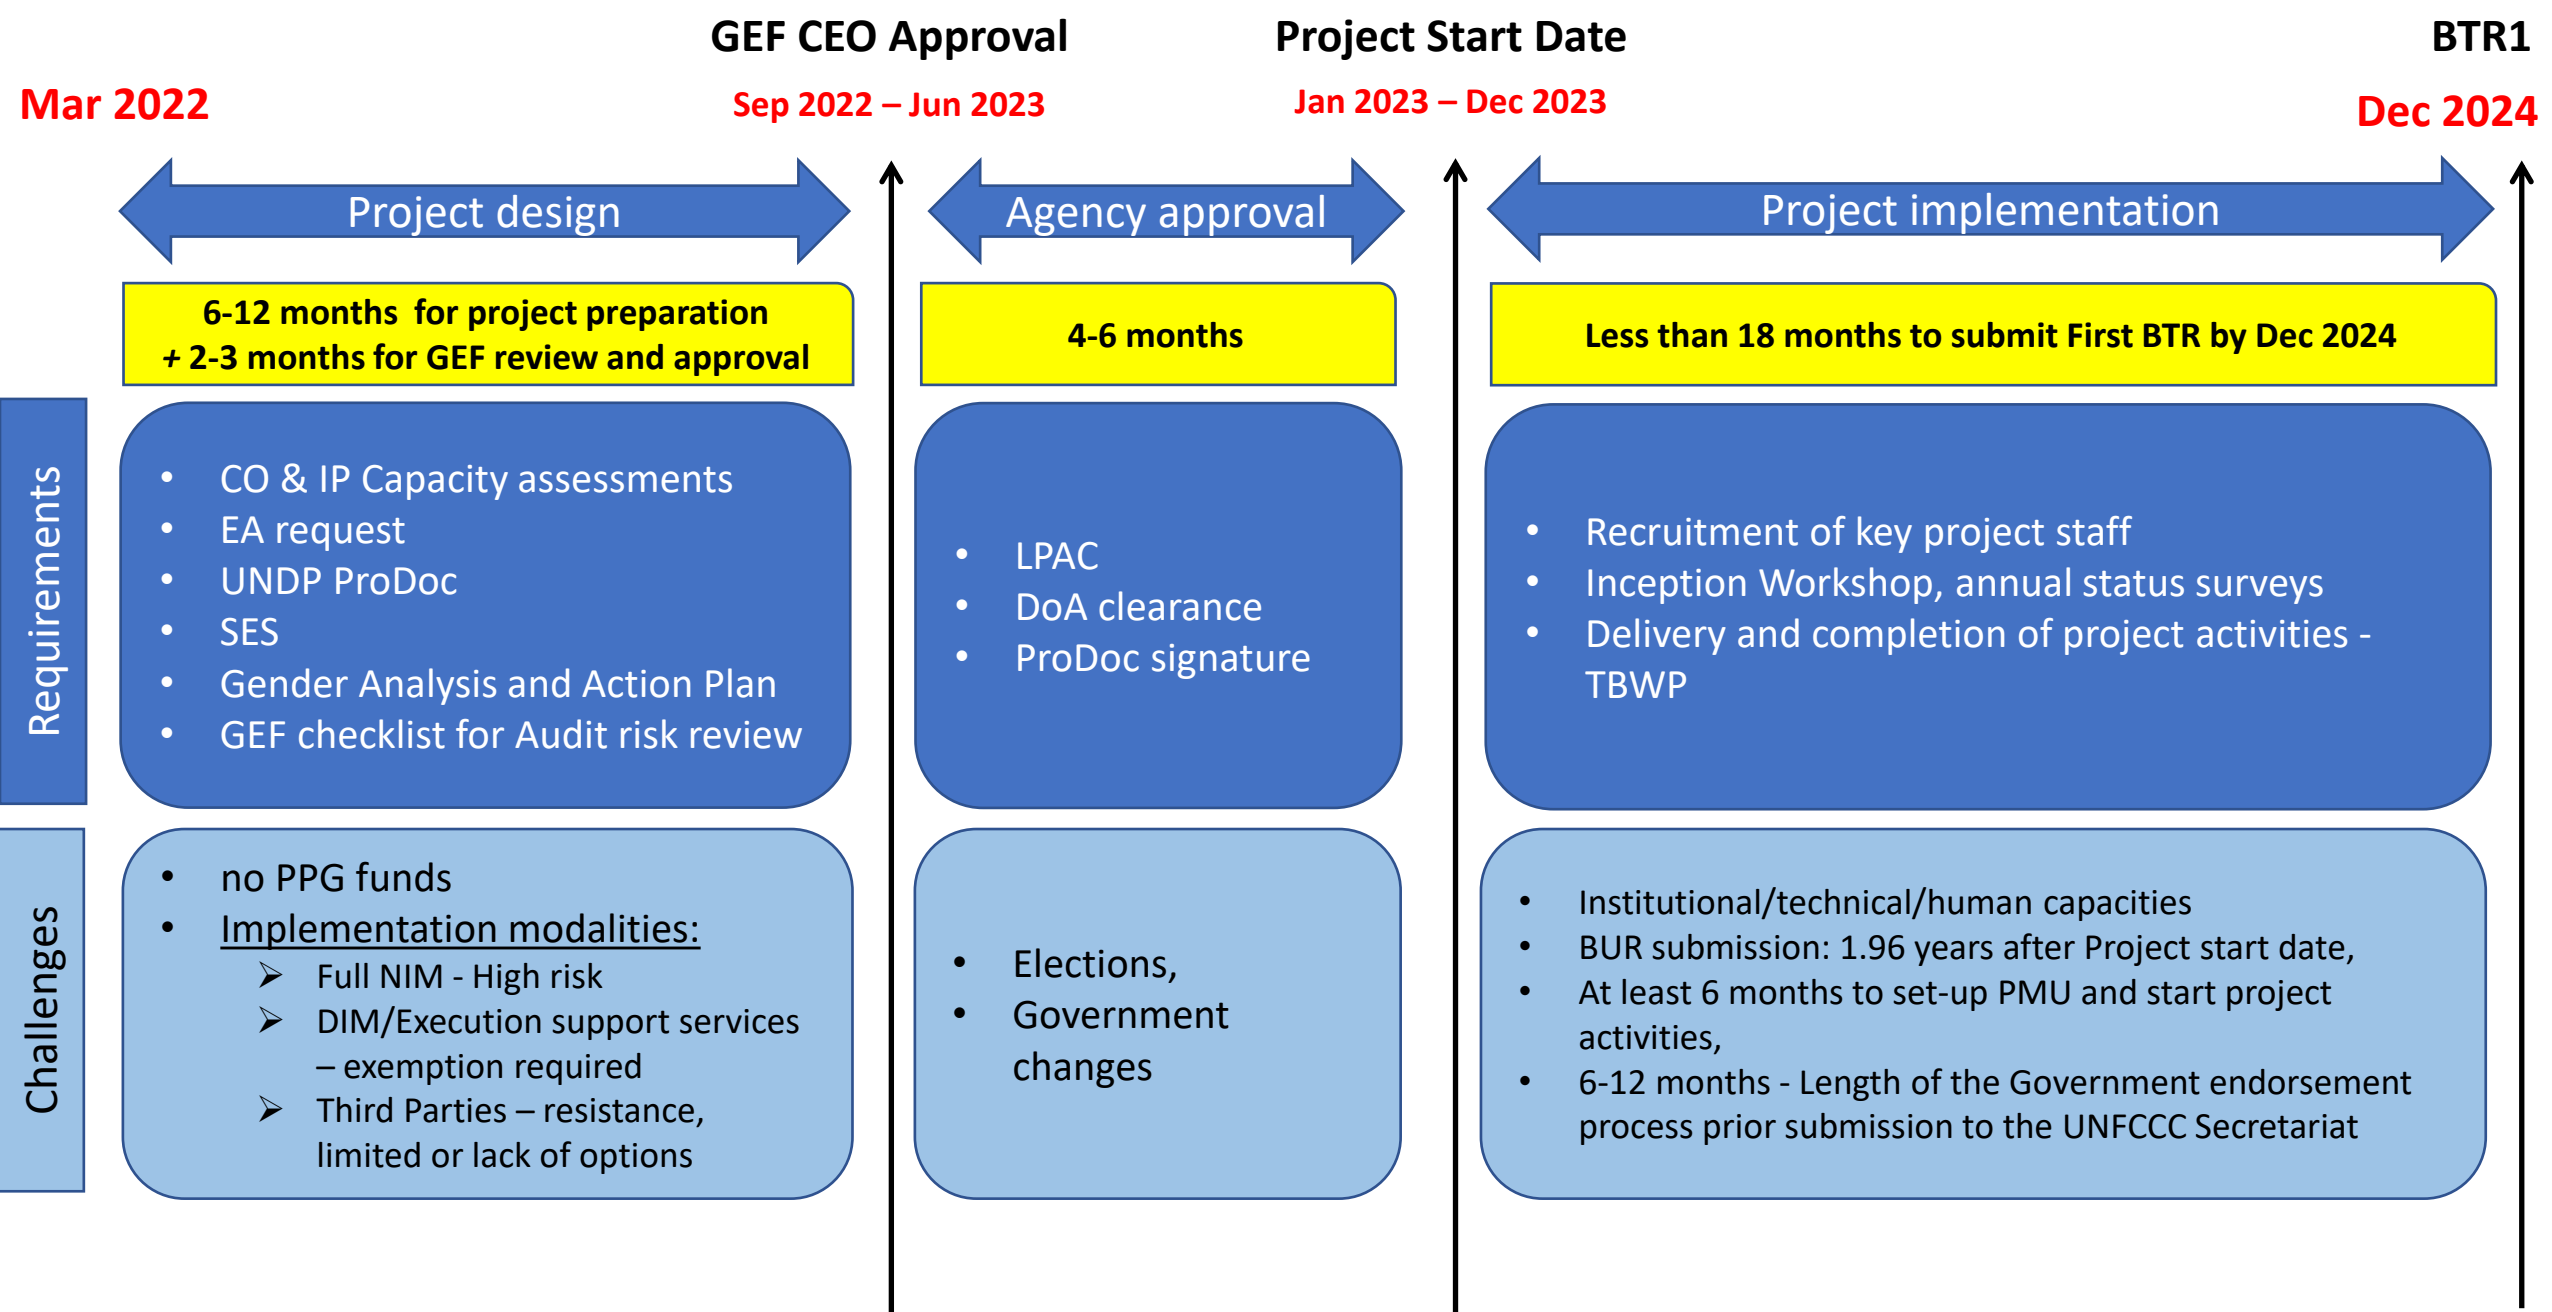 GEF CEO Approval
Project Start Date
BTR1
Mar 2022
Sep 2022 – Jun 2023
Jan 2023 – Dec 2023
Dec 2024
Project design
Agency approval
Project implementation
6-12 months for project preparation
+ 2-3 months for GEF review and approval
4-6 months
Less than 18 months to submit First BTR by Dec 2024
Requirements
• CO & IP Capacity assessments
• EA request
• UNDP ProDoc
• SES
• Gender Analysis and Action Plan
• GEF checklist for Audit risk review
• LPAC
• DoA clearance
• ProDoc signature
• Recruitment of key project staff
• Inception Workshop, annual status surveys
• Delivery and completion of project activities -
TBWP
Challenges
• no PPG funds
• Implementation modalities:
➢ Full NIM - High risk
➢ DIM/Execution support services
– exemption required
➢ Third Parties – resistance,
limited or lack of options
• Elections,
• Government
changes
• Institutional/technical/human capacities
• BUR submission: 1.96 years after Project start date,
• At least 6 months to set-up PMU and start project
activities,
• 6-12 months - Length of the Government endorsement
process prior submission to the UNFCCC Secretariat